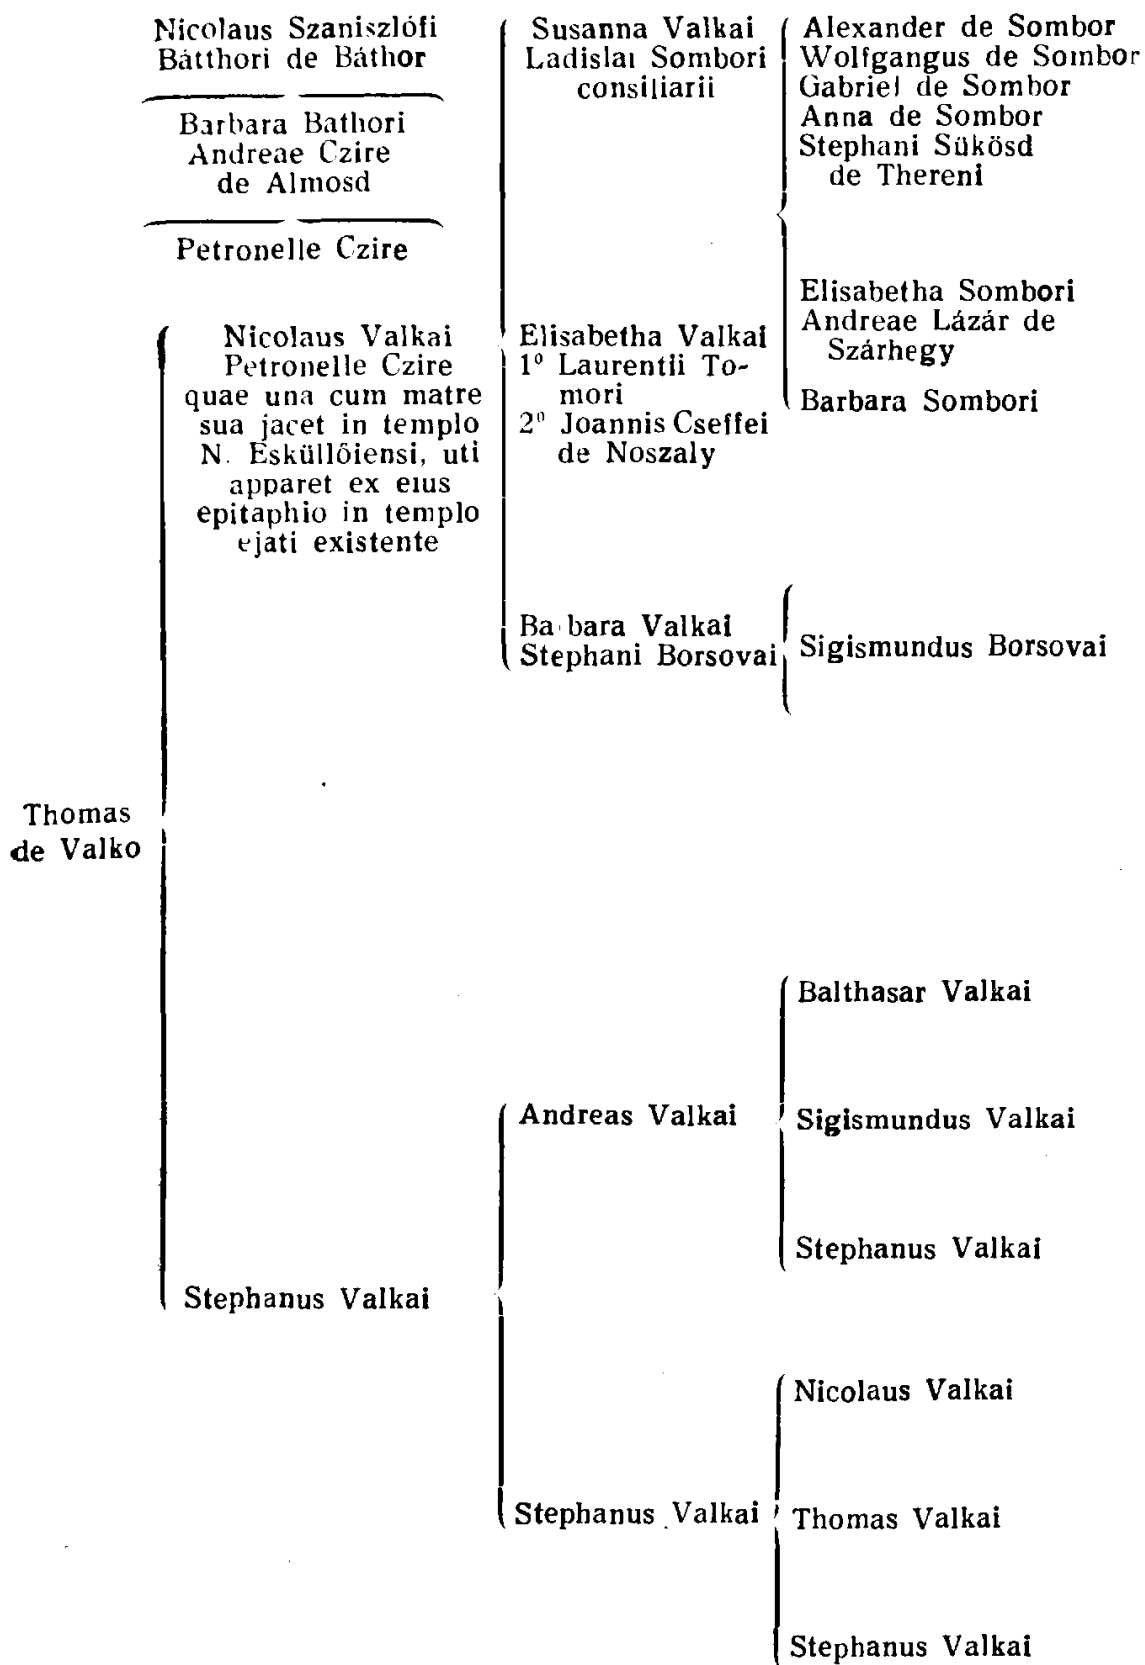 Nicolaus Szaniszlófi
Bátthori de Báthor
Barbara Bathori
Andreae Czire
de Almosd
Petronelle Czire
Thomas
de Valko
Nicolaus Valkai
Petronelle Czire
quae una cum matre
sua jacet in templo
N. Esküllőiensi, uti
apparet ex eius
epitaphio in templo
ejati existente
Stephanus Valkai
Susanna Valkai
Ladislai Sombori
consiliarii
Elisabetha Valkai
1º Laurentii To-
mori
2º Joannis Cseffei
de Noszaly
Barbara Valkai
Stephani Borsovai
Andreas Valkai
Stephanus Valkai
Alexander de Sombor
Wolfgangus de Sombor
Gabriel de Sombor
Anna de Sombor
Stephani Sükösd
de Thereni
Elisabetha Sombori
Andreae Lázár de
Szárhegy
Barbara Sombori
Sigismundus Borsovai
Balthasar Valkai
Sigismundus Valkai
Stephanus Valkai
Nicolaus Valkai
Thomas Valkai
Stephanus Valkai